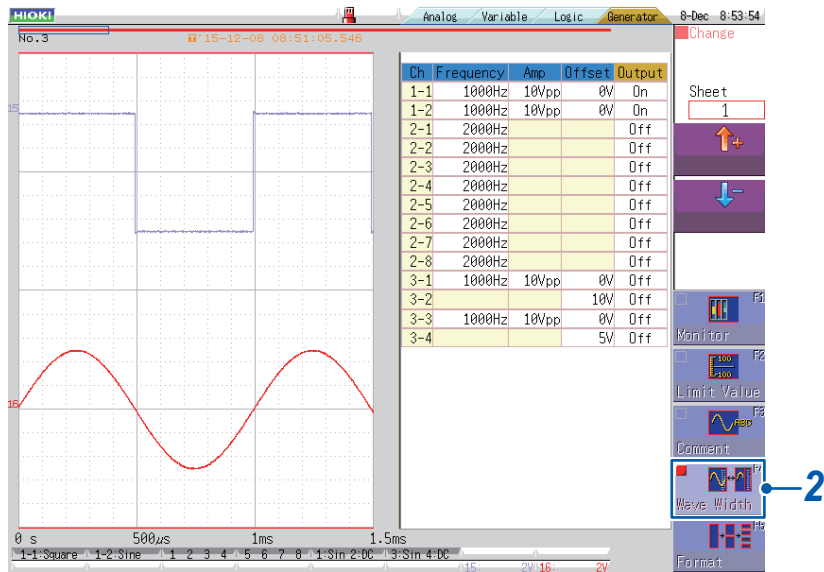 HIOKI Analog Variable Logic Generator 8-Dec 8:53:54
No.3 '15-12-08 08:51:05.546 Change
Ch Frequency Amp Offset Output
1-1 1000Hz 10Vpp 0V On
1-2 1000Hz 10Vpp 0V On
2-1 2000Hz Off
2-2 2000Hz Off
2-3 2000Hz Off
2-4 2000Hz Off
2-5 2000Hz Off
2-6 2000Hz Off
2-7 2000Hz Off
2-8 2000Hz Off
3-1 1000Hz 10Vpp 0V Off
3-2 10V Off
3-3 1000Hz 10Vpp 0V Off
3-4 5V Off
Sheet
1
+
-
F1
Monitor
100 F2
-100
Limit Value
ABC F3
Comment
Wave Width
2
F5
Format
15
16
0 s 500µs 1ms 1.5ms
1-1:Square 1-2:Sine 1 2 3 4 5 6 7 8 1:Sin 2:DC 3:Sin 4:DC
15: 2V 16: 2V